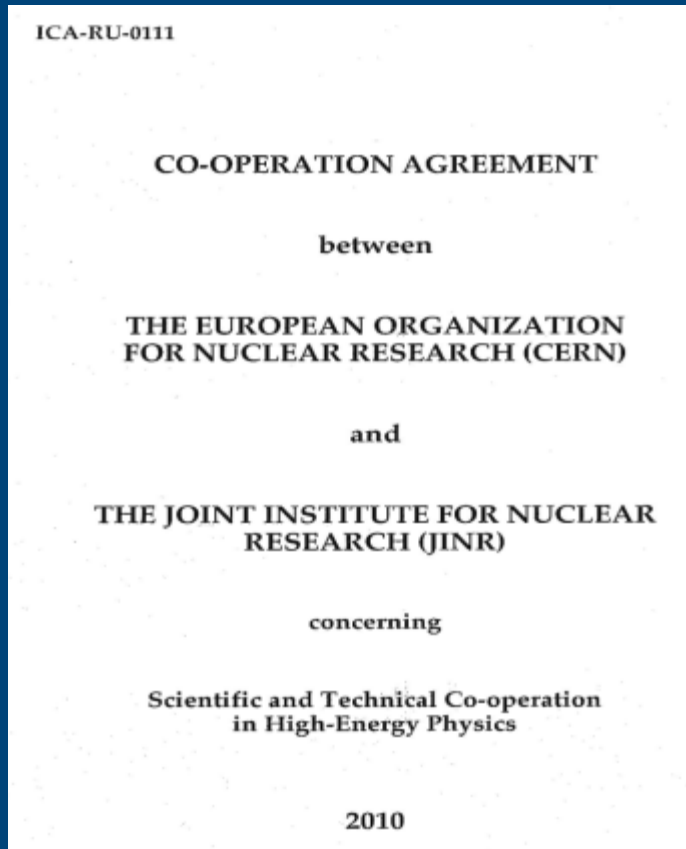 ICA-RU-0111
CO-OPERATION AGREEMENT
between
THE EUROPEAN ORGANIZATION
FOR NUCLEAR RESEARCH (CERN)
and
THE JOINT INSTITUTE FOR NUCLEAR
RESEARCH (JINR)
concerning
Scientific and Technical Co-operation
in High-Energy Physics
2010